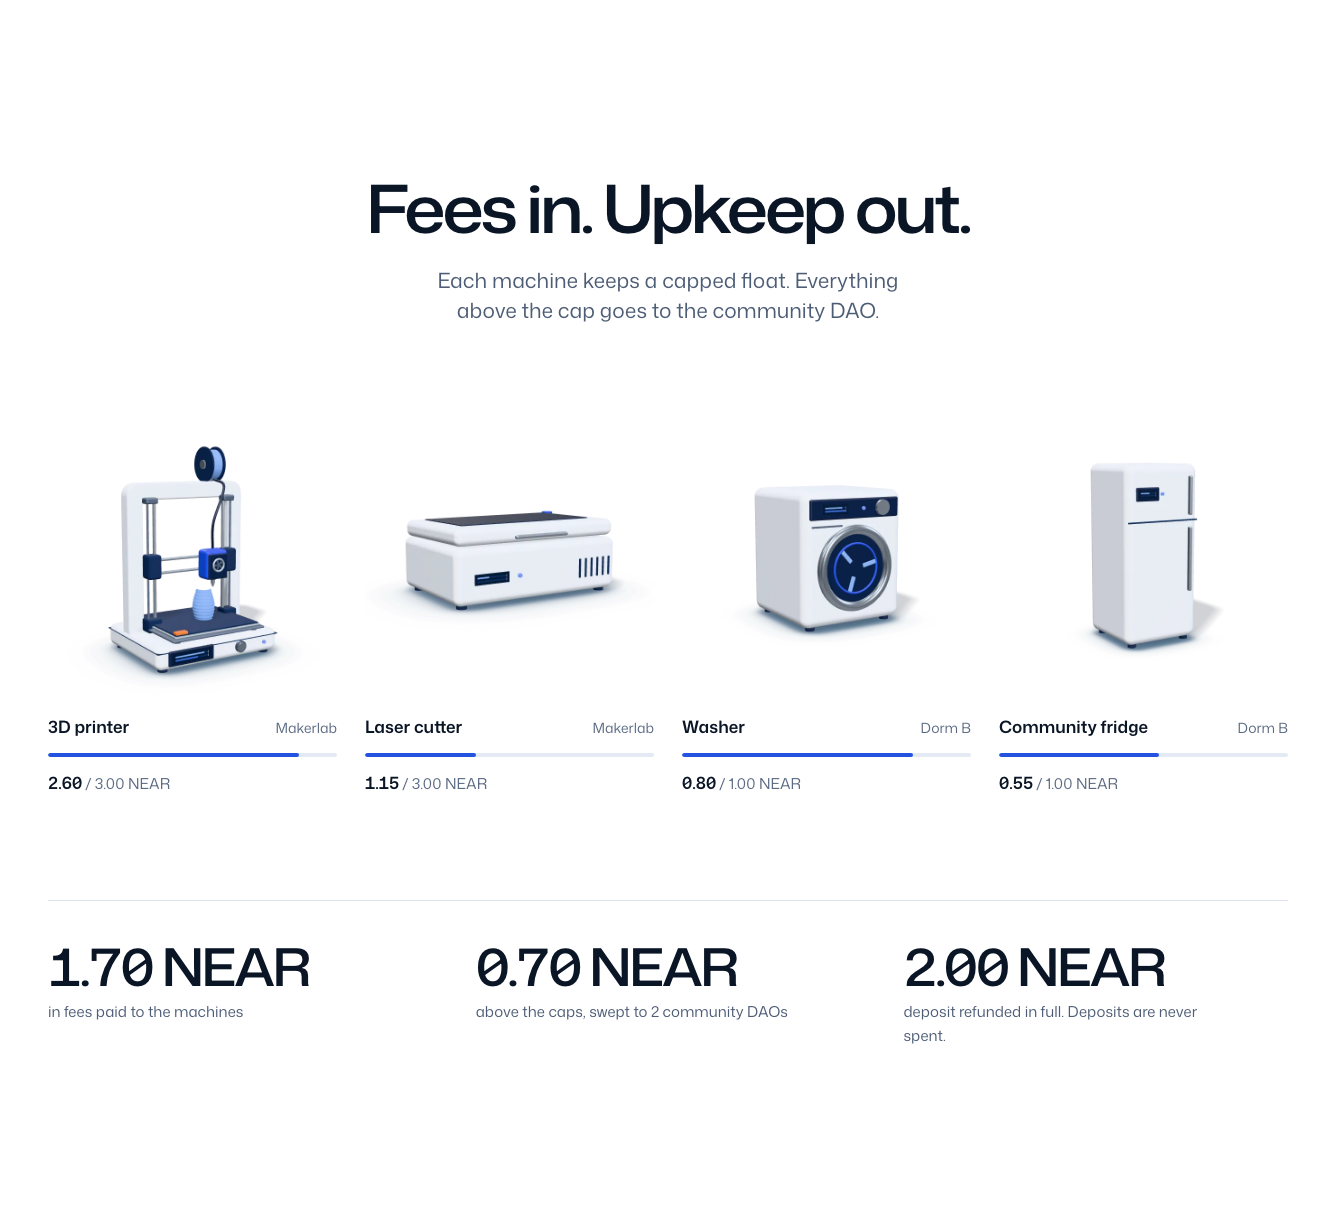 Fees in. Upkeep out.
Each machine keeps a capped float. Everything
above the cap goes to the community DAO.
3D printer Makerlab
2.60 / 3.00 NEAR
Laser cutter Makerlab
1.15 / 3.00 NEAR
Washer Dorm B
0.80 / 1.00 NEAR
Community fridge Dorm B
0.55 / 1.00 NEAR
1.70 NEAR
in fees paid to the machines
0.70 NEAR
above the caps, swept to 2 community DAOs
2.00 NEAR
deposit refunded in full. Deposits are never
spent.